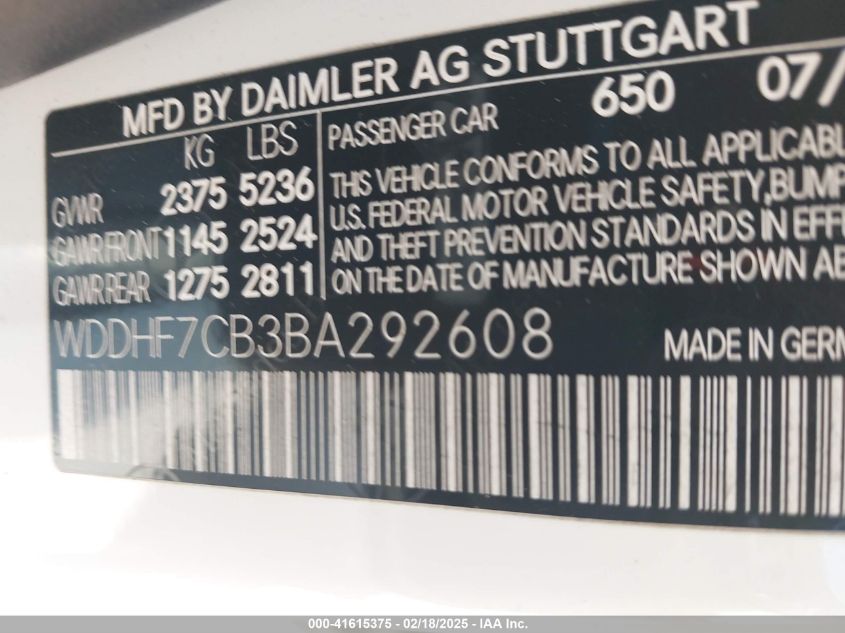 MFD BY DAIMLER AG STUTTGART
KG LBS
GVWR 2375 5236
GAWR FRONT 1145 2524
GAWR REAR 1275 2811
650 07/
PASSENGER CAR
THIS VEHICLE CONFORMS TO ALL APPLICABL
U.S. FEDERAL MOTOR VEHICLE SAFETY, BUMP
AND THEFT PREVENTION STANDARDS IN EFFE
ON THE DATE OF MANUFACTURE SHOWN AB
WDDHF7CB3BA292608
MADE IN GERM
000-41615375 - 02/18/2025 - IAA Inc.